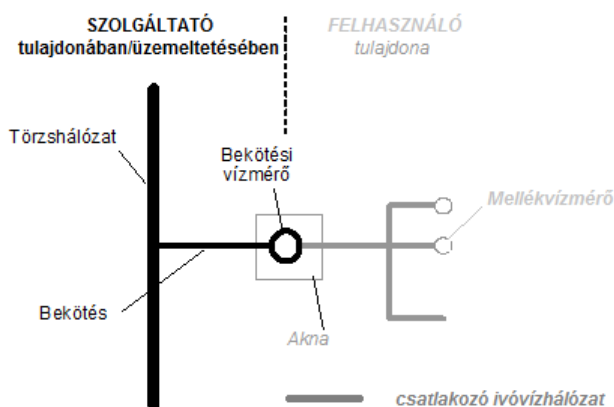 SZOLGÁLTATÓ
tulajdonában/üzemeltetésében
FELHASZNÁLÓ
tulajdona
Törzshálózat
Bekötési
vízmérő
Mellékvízmérő
Bekötés
Akna
csatlakozó ivóvízhálózat